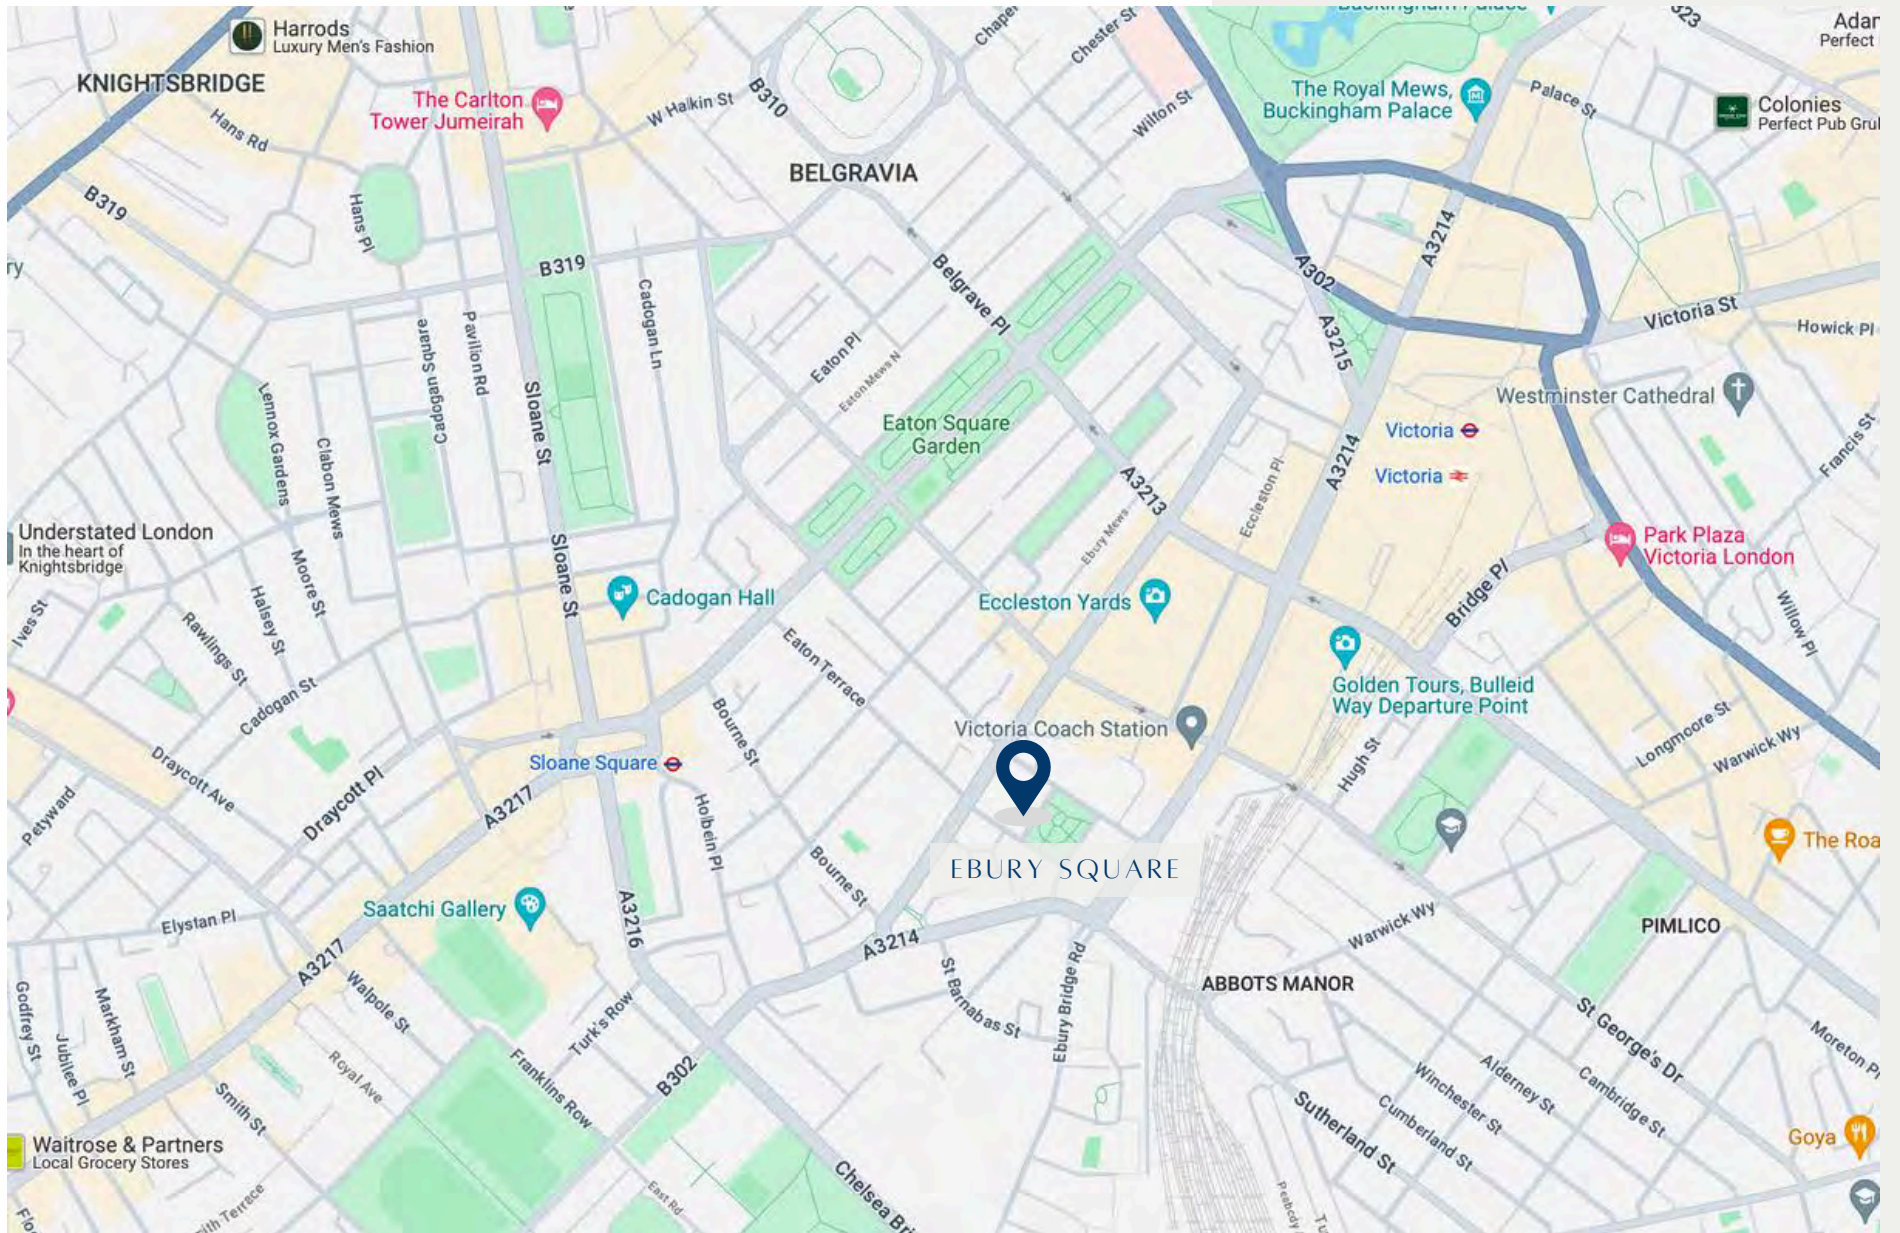 Buckingham Palace
Harrods
Luxury Men's Fashion
KNIGHTSBRIDGE
Hans Rd
The Carlton
Tower Jumeirah
W Halkin St
B310
Chester St
Wilton St
The Royal Mews,
Buckingham Palace
Palace St
Colonies
BELGRAVIA
B319
Hans Pl
B319
Cadogan Ln
Belgrave Pl
A302
A3214
A3215
Victoria St
Howick Pl
Cadogan Square
Pavilion Rd
Sloane St
Eaton Pl
Eaton Mews N
Lennox Gardens
Clabon Mews
Eaton Square
Garden
Westminster Cathedral
Victoria
Victoria
A3214
A3213
Francis St
Eccleston Pl
Ebury Mews
Understated London
In the heart of
Knightsbridge
Moore St
Halsey St
Rawlings St
Ives St
Sloane St
Cadogan Hall
Eccleston Yards
Park Plaza
Victoria London
Bridge Pl
Willow Pl
Eaton Terrace
Golden Tours, Bulleid
Way Departure Point
Cadogan St
Bourne St
Victoria Coach Station
Longmoore St
Warwick Wy
Hugh St
Sloane Square
Draycott Ave
Draycott Pl
Petyward
A3217
Holbein Pl
Bourne St
EBURY SQUARE
Saatchi Gallery
A3216
Elystan Pl
A3217
A3214
Warwick Wy
PIMLICO
ABBOTS MANOR
St Barnabas St
Ebury Bridge Rd
Godfrey St
Jubilee Pl
Markham St
Walpole St
Turk's Row
Franklins Row
Royal Ave
B302
Smith St
St George's Dr
Alderney St
Cambridge St
Winchester St
Cumberland St
Sutherland St
Goya
Waitrose & Partners
Local Grocery Stores
East Rd